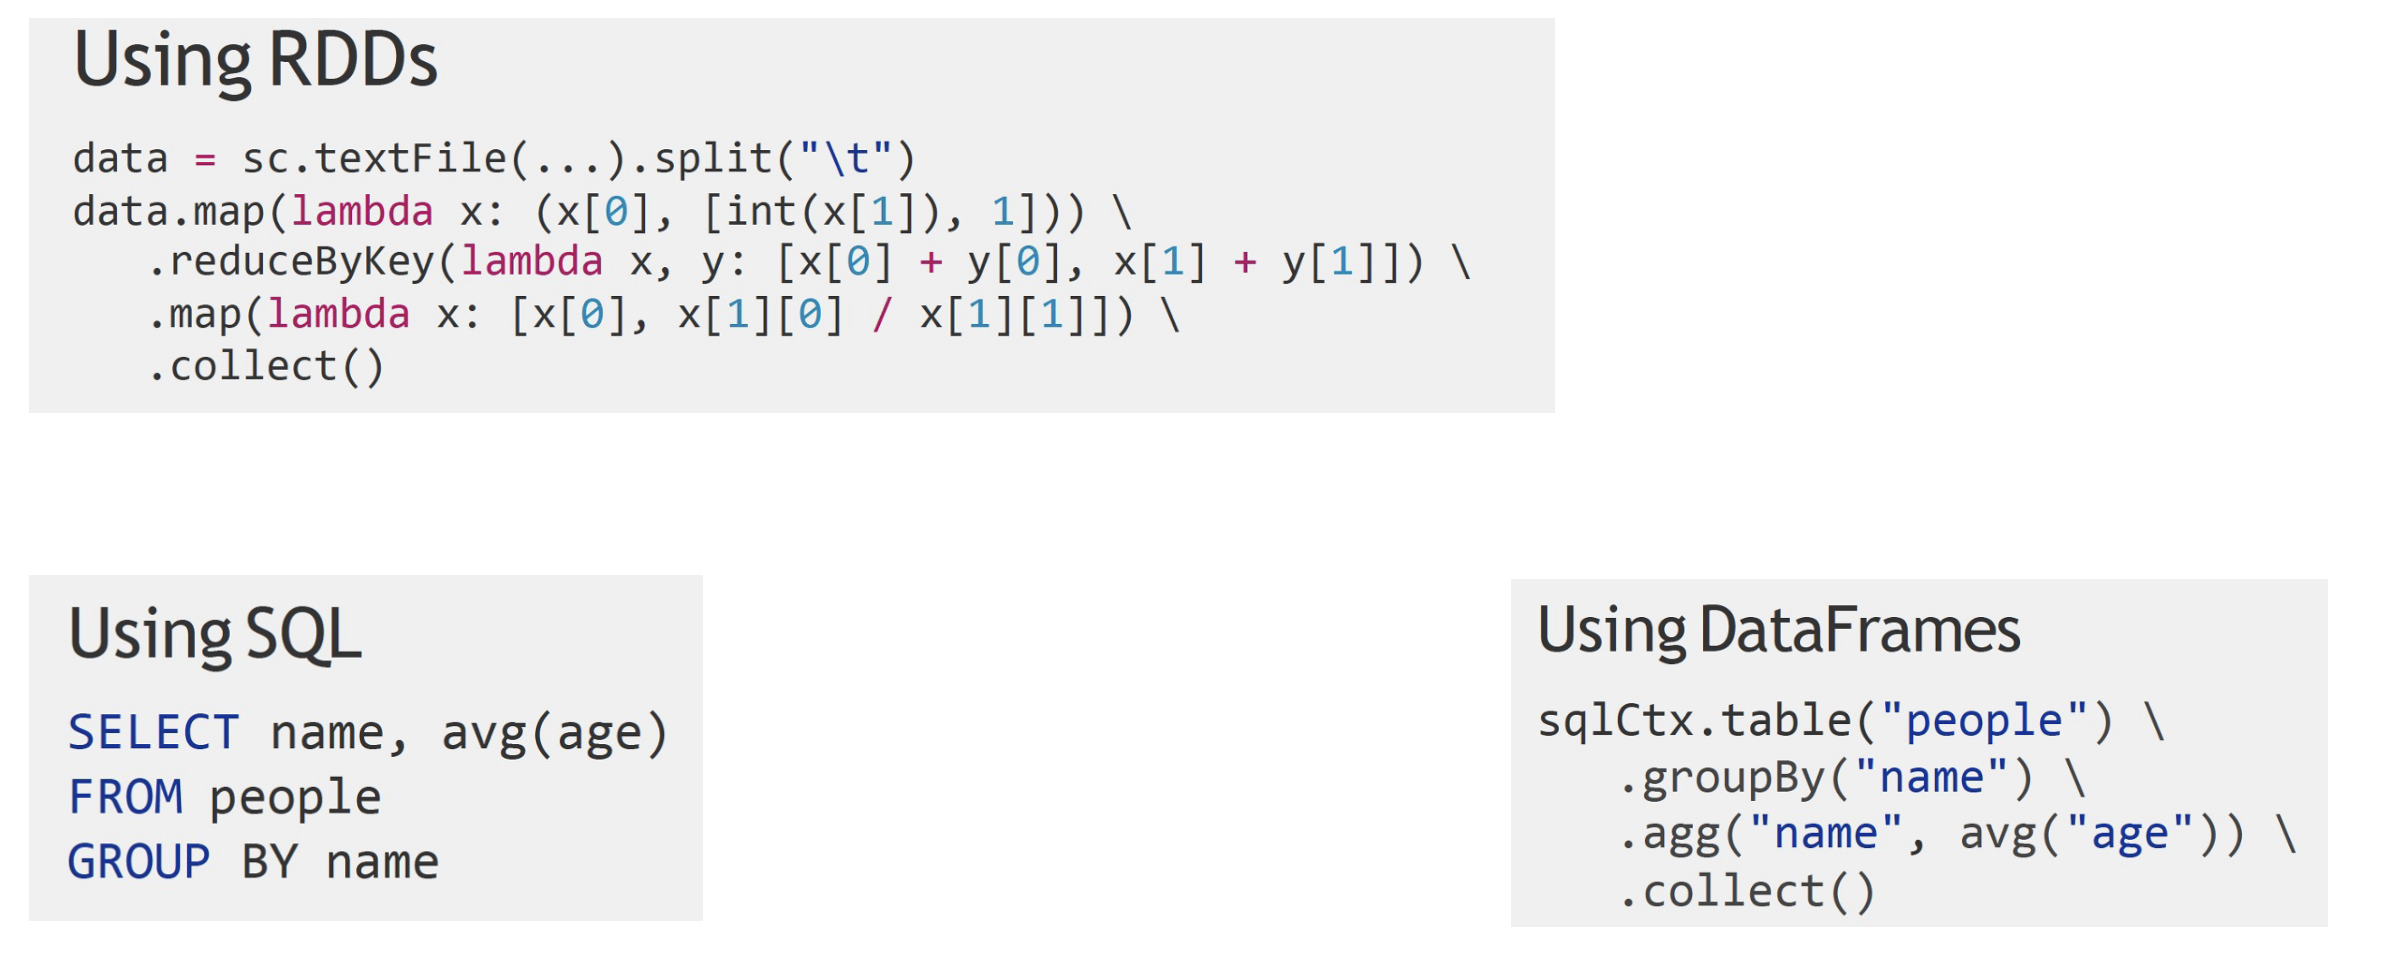 Using RDDs
data = sc.textFile(...).split("\t")
data.map(lambda x: (x[0], [int(x[1]), 1])) \
    .reduceByKey(lambda x, y: [x[0] + y[0], x[1] + y[1]]) \
    .map(lambda x: [x[0], x[1][0] / x[1][1]]) \
    .collect()
Using SQL
SELECT name, avg(age)
FROM people
GROUP BY name
Using DataFrames
sqlCtx.table("people") \
    .groupBy("name") \
    .agg("name", avg("age")) \
    .collect()